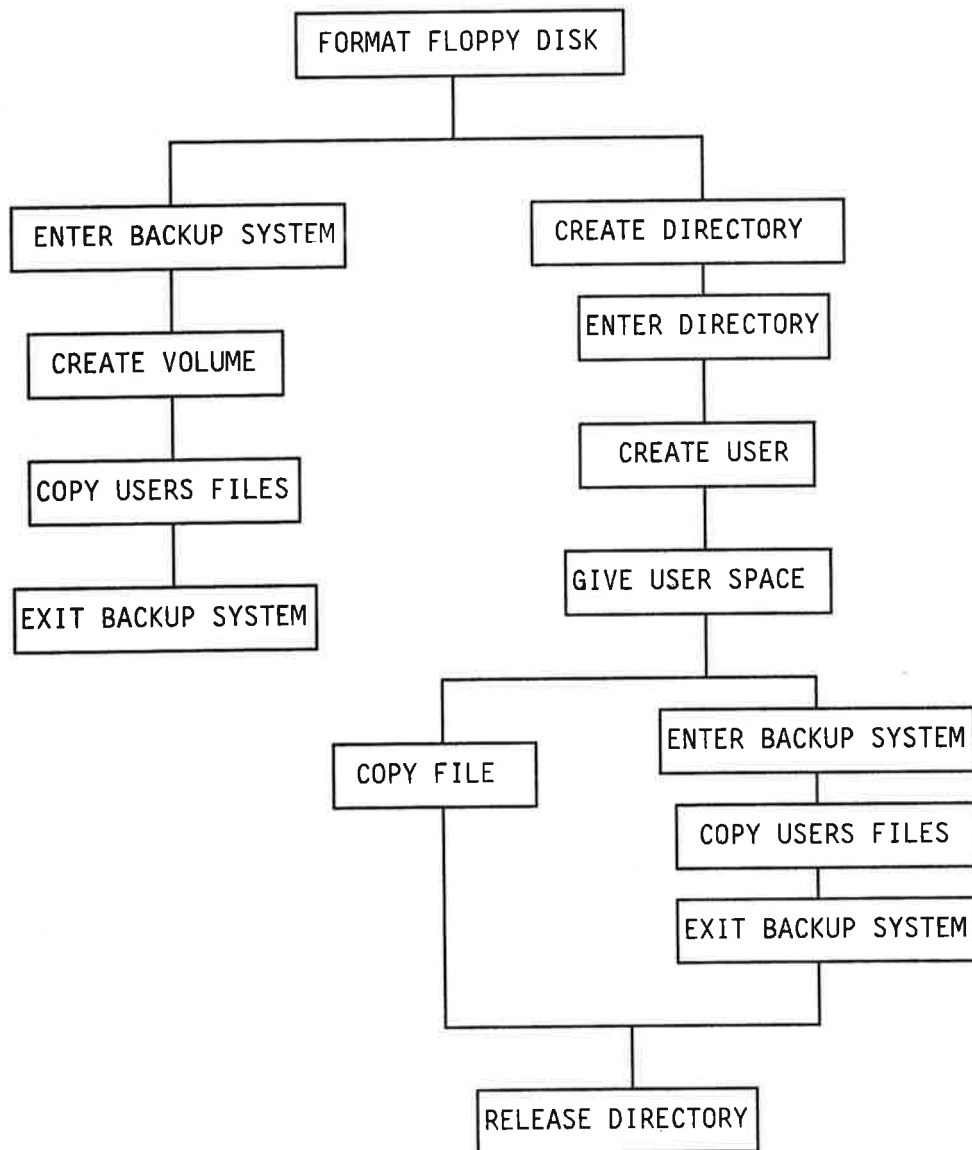 FORMAT FLOPPY DISK
ENTER BACKUP SYSTEM
CREATE DIRECTORY
ENTER DIRECTORY
CREATE VOLUME
CREATE USER
COPY USERS FILES
GIVE USER SPACE
EXIT BACKUP SYSTEM
ENTER BACKUP SYSTEM
COPY FILE
COPY USERS FILES
EXIT BACKUP SYSTEM
RELEASE DIRECTORY